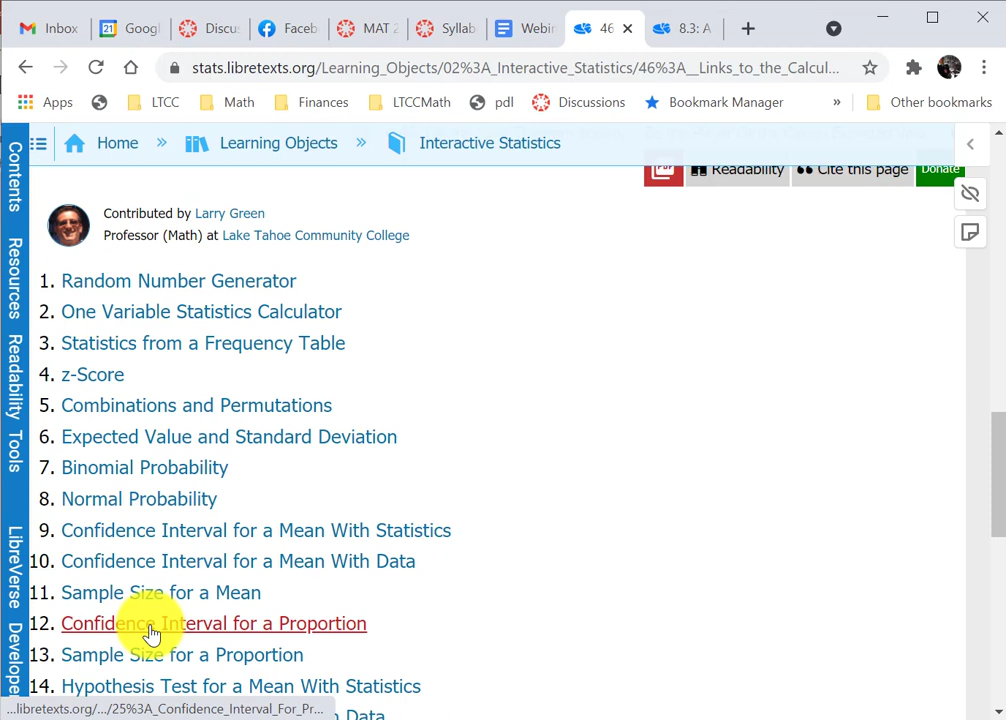 Inbox
Googl
Discus
Faceb
MAT 2
Syllab
Webin
46
8.3: A
stats.libretexts.org/Learning_Objects/02%3A_Interactive_Statistics/46%3A__Links_to_the_Calcul...
Apps
LTCC
Math
Finances
LTCCMath
pdl
Discussions
Bookmark Manager
»
Other bookmarks
Contents
Resources
Readability
Tools
LibreVerse
Developer
Home » Learning Objects » Interactive Statistics
PDF
Readability
Cite this page
Donate
Contributed by Larry Green
Professor (Math) at Lake Tahoe Community College
1. Random Number Generator
2. One Variable Statistics Calculator
3. Statistics from a Frequency Table
4. z-Score
5. Combinations and Permutations
6. Expected Value and Standard Deviation
7. Binomial Probability
8. Normal Probability
9. Confidence Interval for a Mean With Statistics
10. Confidence Interval for a Mean With Data
11. Sample Size for a Mean
12. Confidence Interval for a Proportion
13. Sample Size for a Proportion
14. Hypothesis Test for a Mean With Statistics
Data
...libretexts.org/.../25%3A_Confidence_Interval_For_Pr...